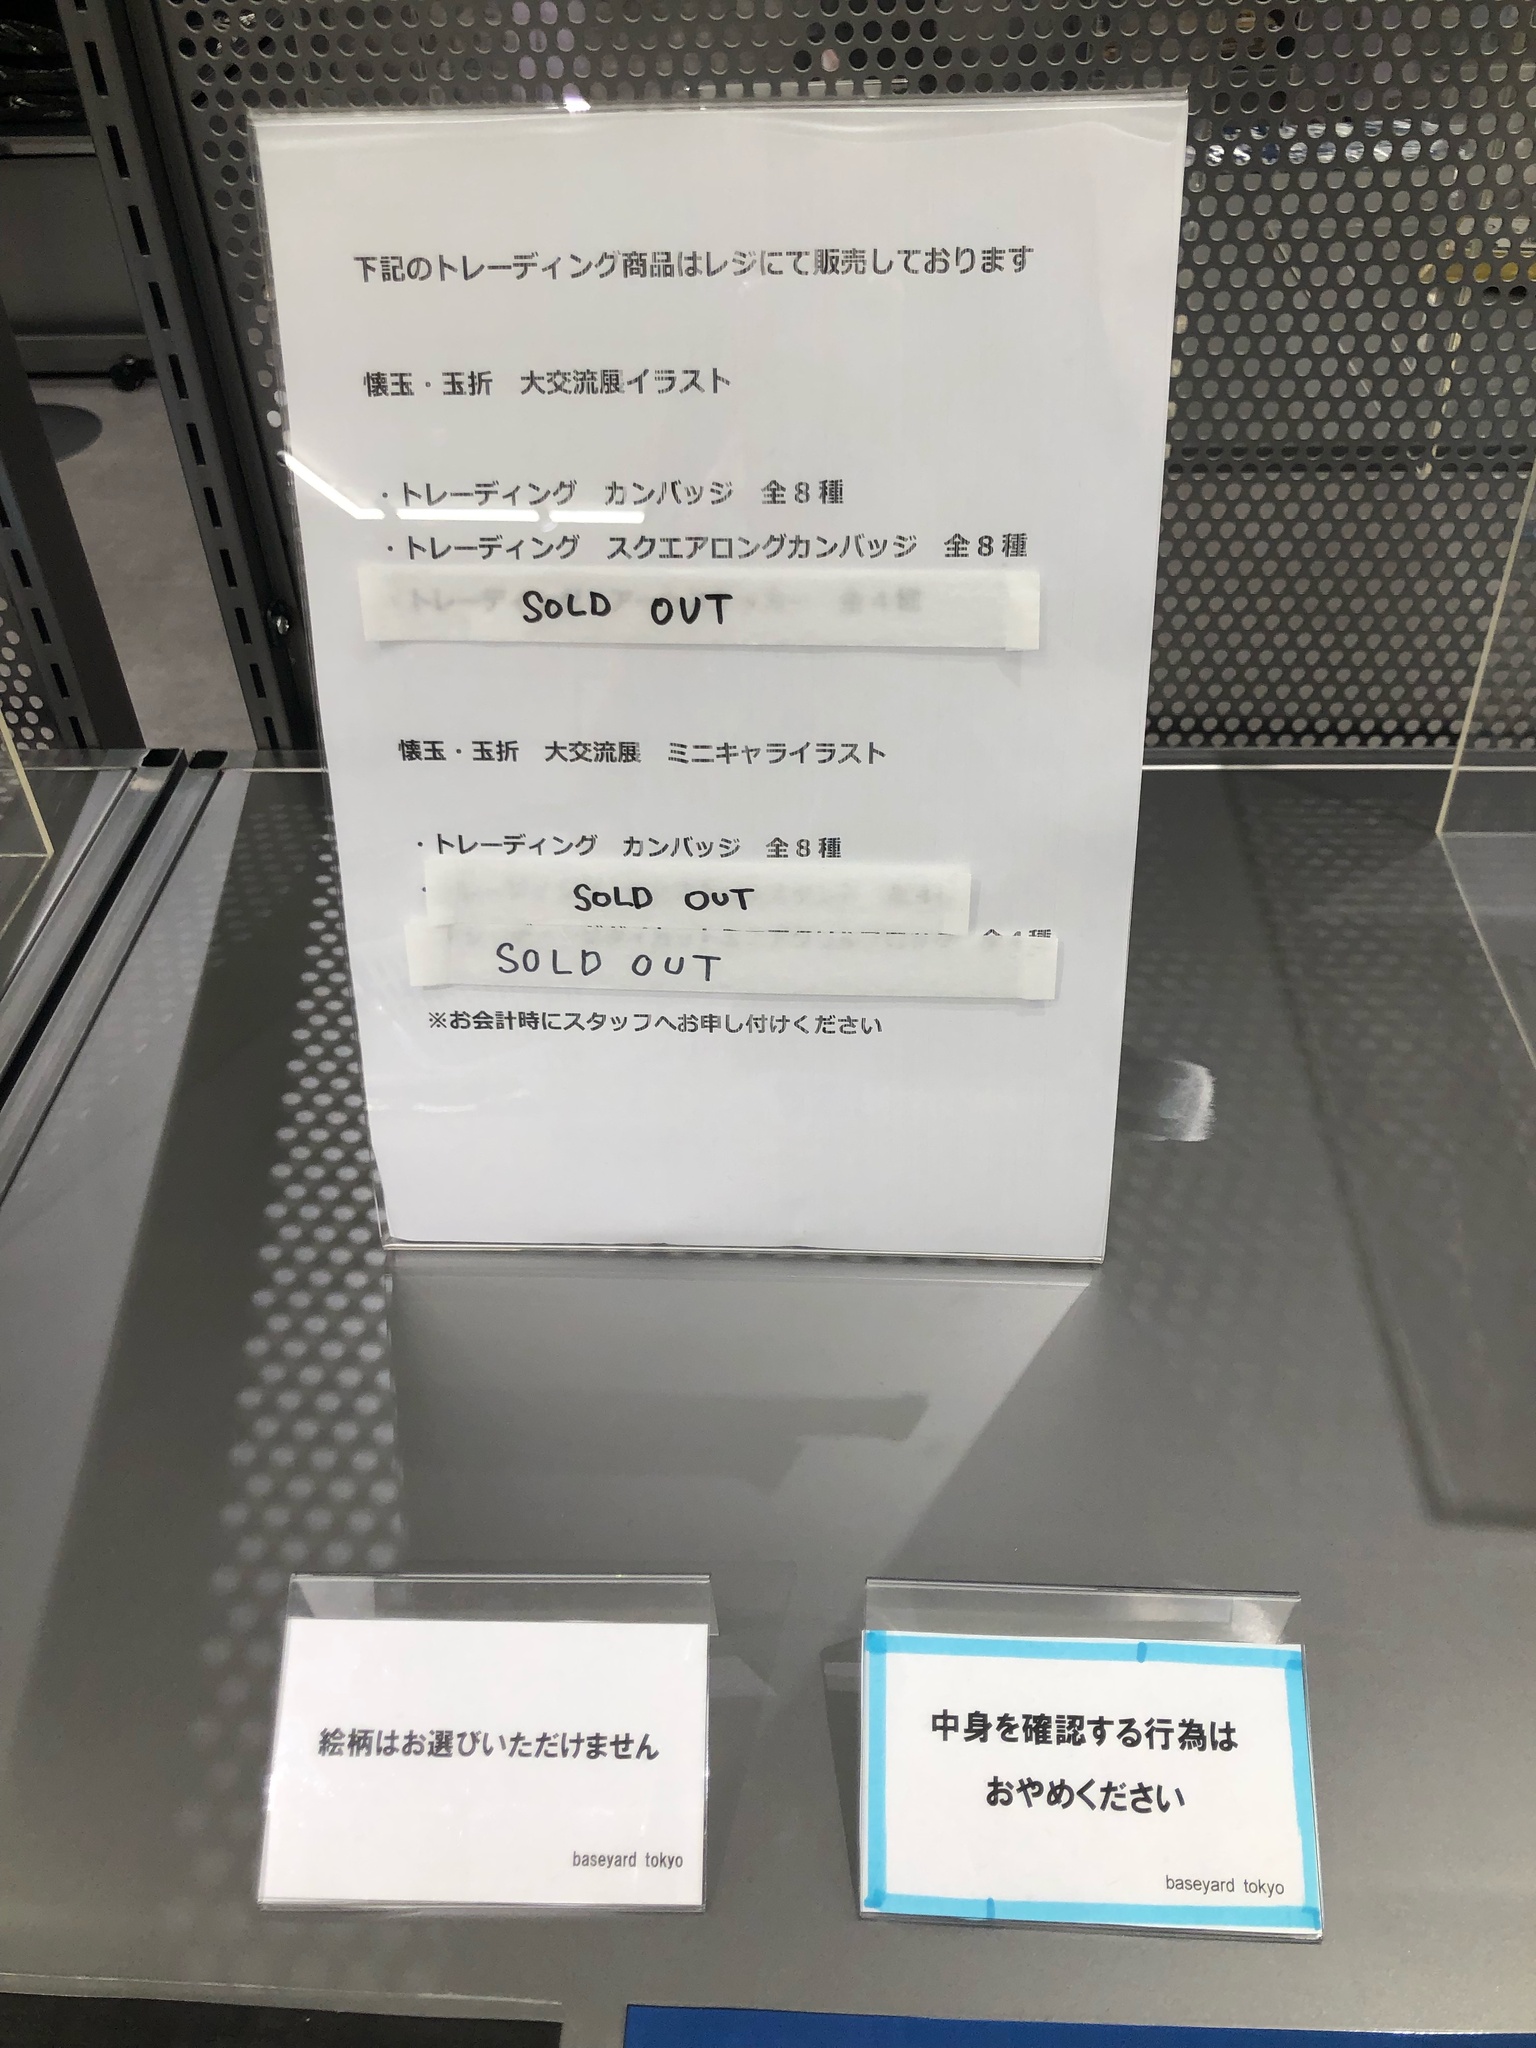 下記のトレーディング商品はレジにて販売しております
懐玉・玉折　大交流展イラスト
・トレーディング　カンバッジ　全８種
・トレーディング　スクエアロングカンバッジ　全８種
SOLD OUT
懐玉・玉折　大交流展　ミニキャライラスト
・トレーディング　カンバッジ　全８種
SOLD OUT
SOLD OUT
※お会計時にスタッフへお申し付けください
絵柄はお選びいただけません
baseyard tokyo
中身を確認する行為は
おやめください
baseyard tokyo